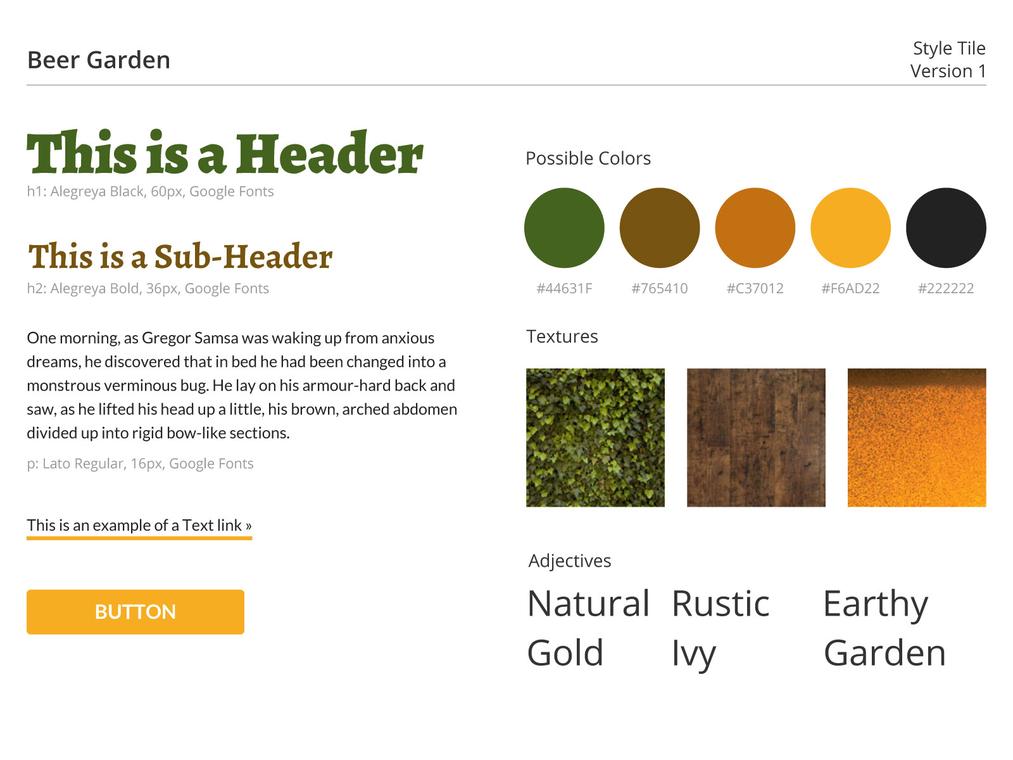 Beer Garden
Style Tile
Version 1
This is a Header
h1: Alegreya Black, 60px, Google Fonts
This is a Sub-Header
h2: Alegreya Bold, 36px, Google Fonts
One morning, as Gregor Samsa was waking up from anxious
dreams, he discovered that in bed he had been changed into a
monstrous verminous bug. He lay on his armour-hard back and
saw, as he lifted his head up a little, his brown, arched abdomen
divided up into rigid bow-like sections.
p: Lato Regular, 16px, Google Fonts
This is an example of a Text link »
BUTTON
Possible Colors
#44631F #765410 #C37012 #F6AD22 #222222
Textures
Adjectives
Natural Rustic Earthy
Gold Ivy Garden